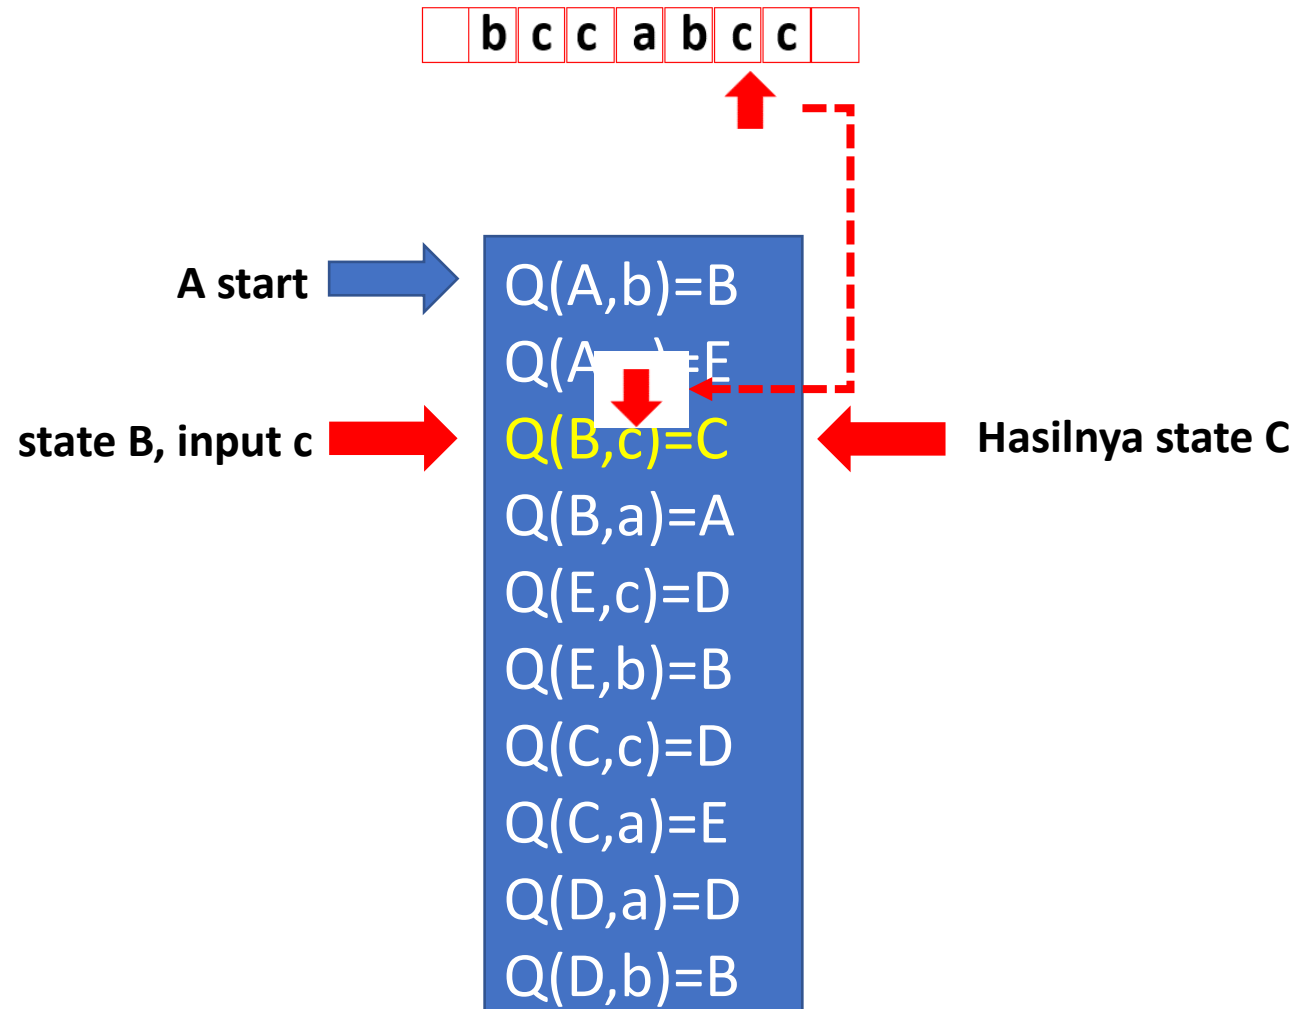 b c c a b c c
A start
Q(A,b)=B
Q(A =E
state B, input c
Q(B,c)=C
Hasilnya state C
Q(B,a)=A
Q(E,c)=D
Q(E,b)=B
Q(C,c)=D
Q(C,a)=E
Q(D,a)=D
Q(D,b)=B